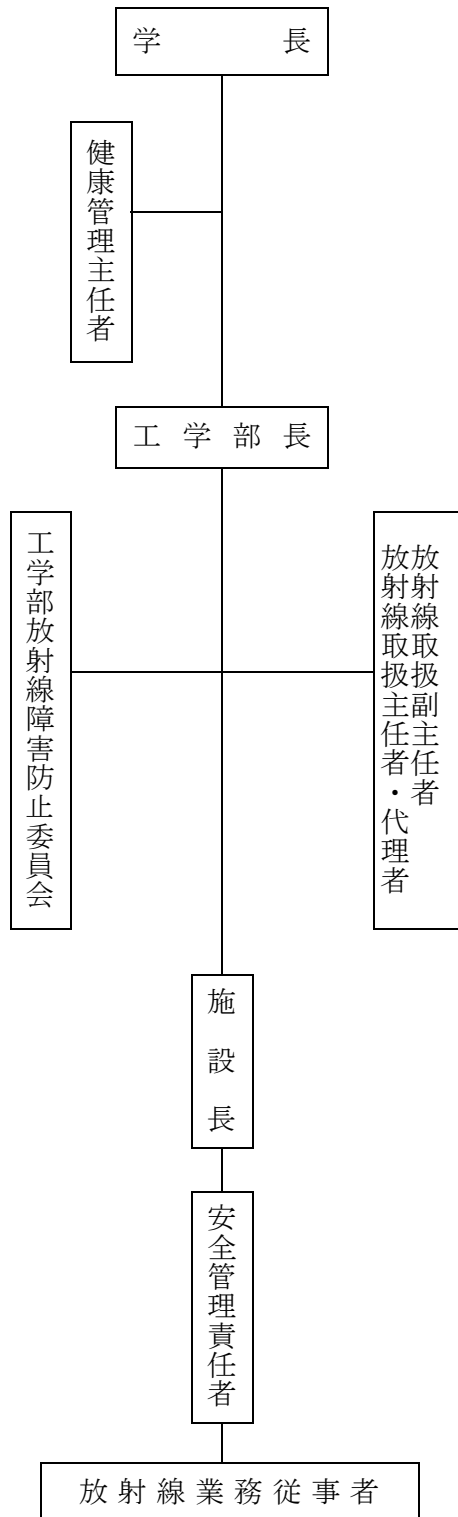 学長
健康管理主任者
工学部長
工学部放射線障害防止委員会
放射線取扱副主任者
放射線取扱主任者・代理者
施設長
安全管理責任者
放射線業務従事者